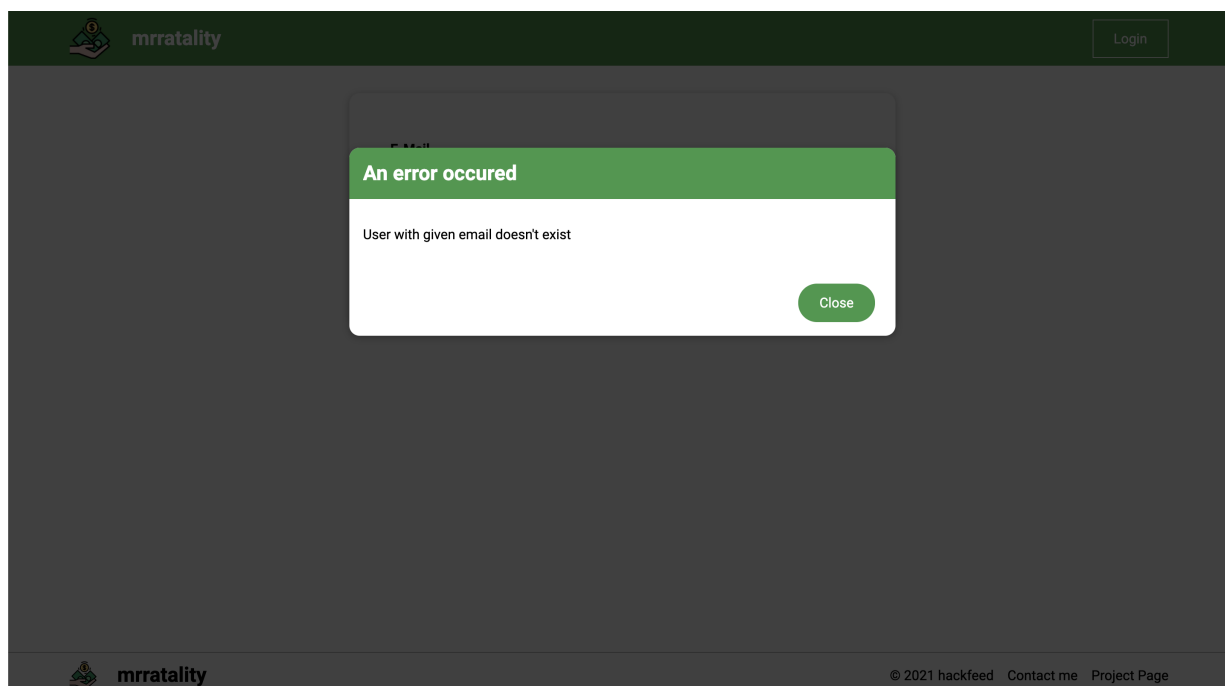 mrratality
Login
E-Mail
An error occured
User with given email doesn't exist
Close
mrratality
© 2021 hackfeed Contact me Project Page